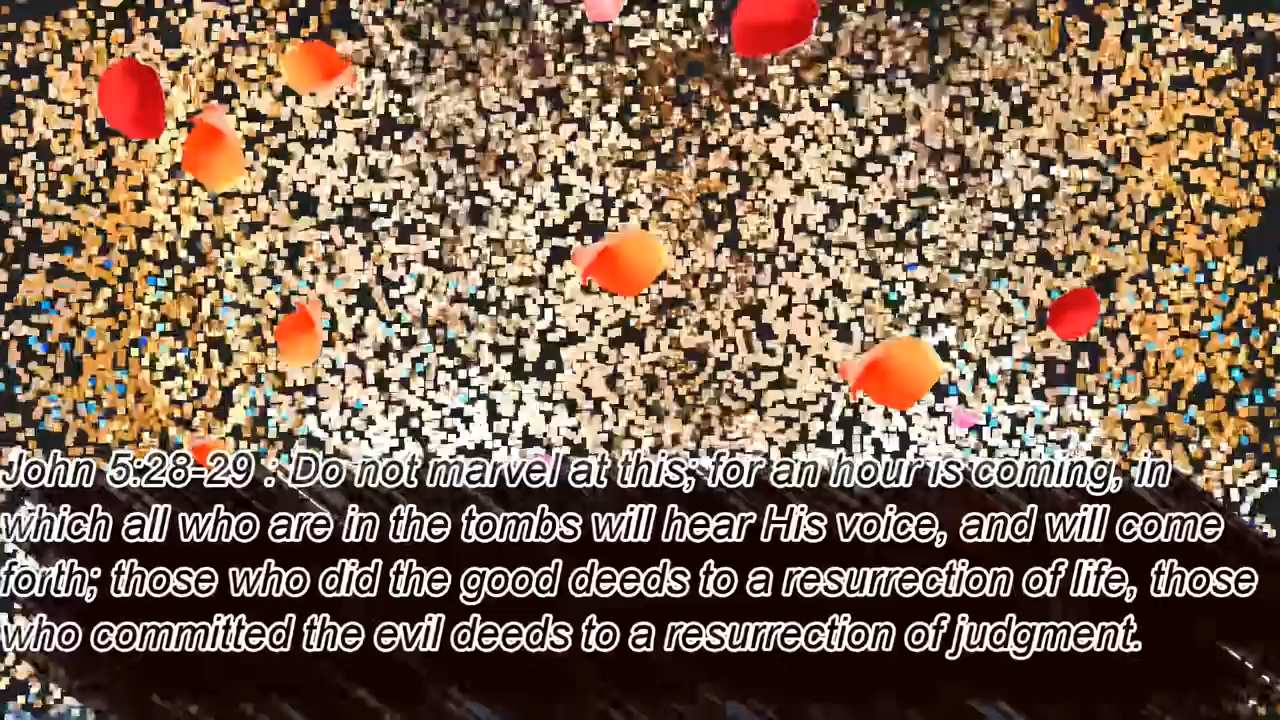 John 5:28-29 : Do not marvel at this; for an hour is coming, in
which all who are in the tombs will hear His voice, and will come
forth; those who did the good deeds to a resurrection of life, those
who committed the evil deeds to a resurrection of judgment.